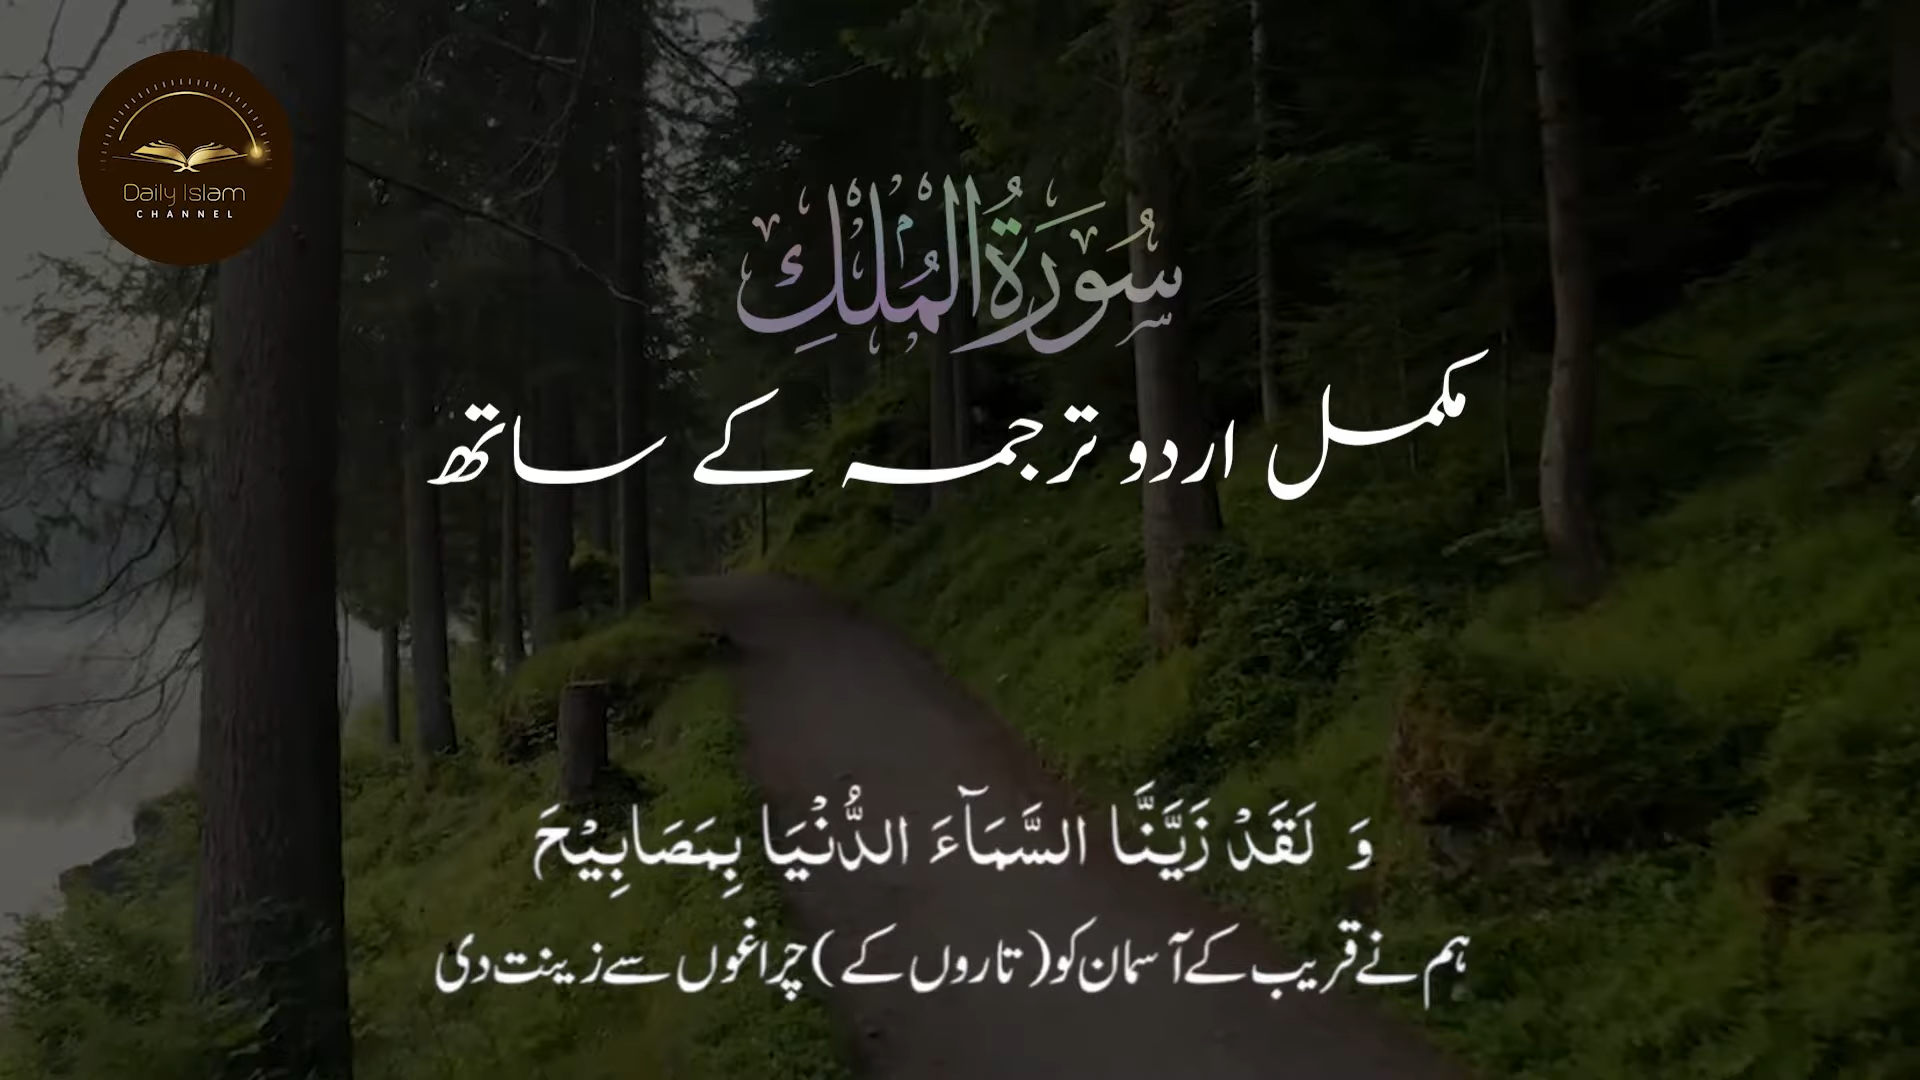 Daily Islam
CHANNEL
سُورَةُ المُلْكِ
مکمل اردو ترجمہ کے ساتھ
وَ لَقَدْ زَيَّنَّا السَّمَآءَ الدُّنْيَا بِمَصَابِيْحَ
ہم نے قریب کے آسمان کو (تاروں کے) چراغوں سے زینت دی